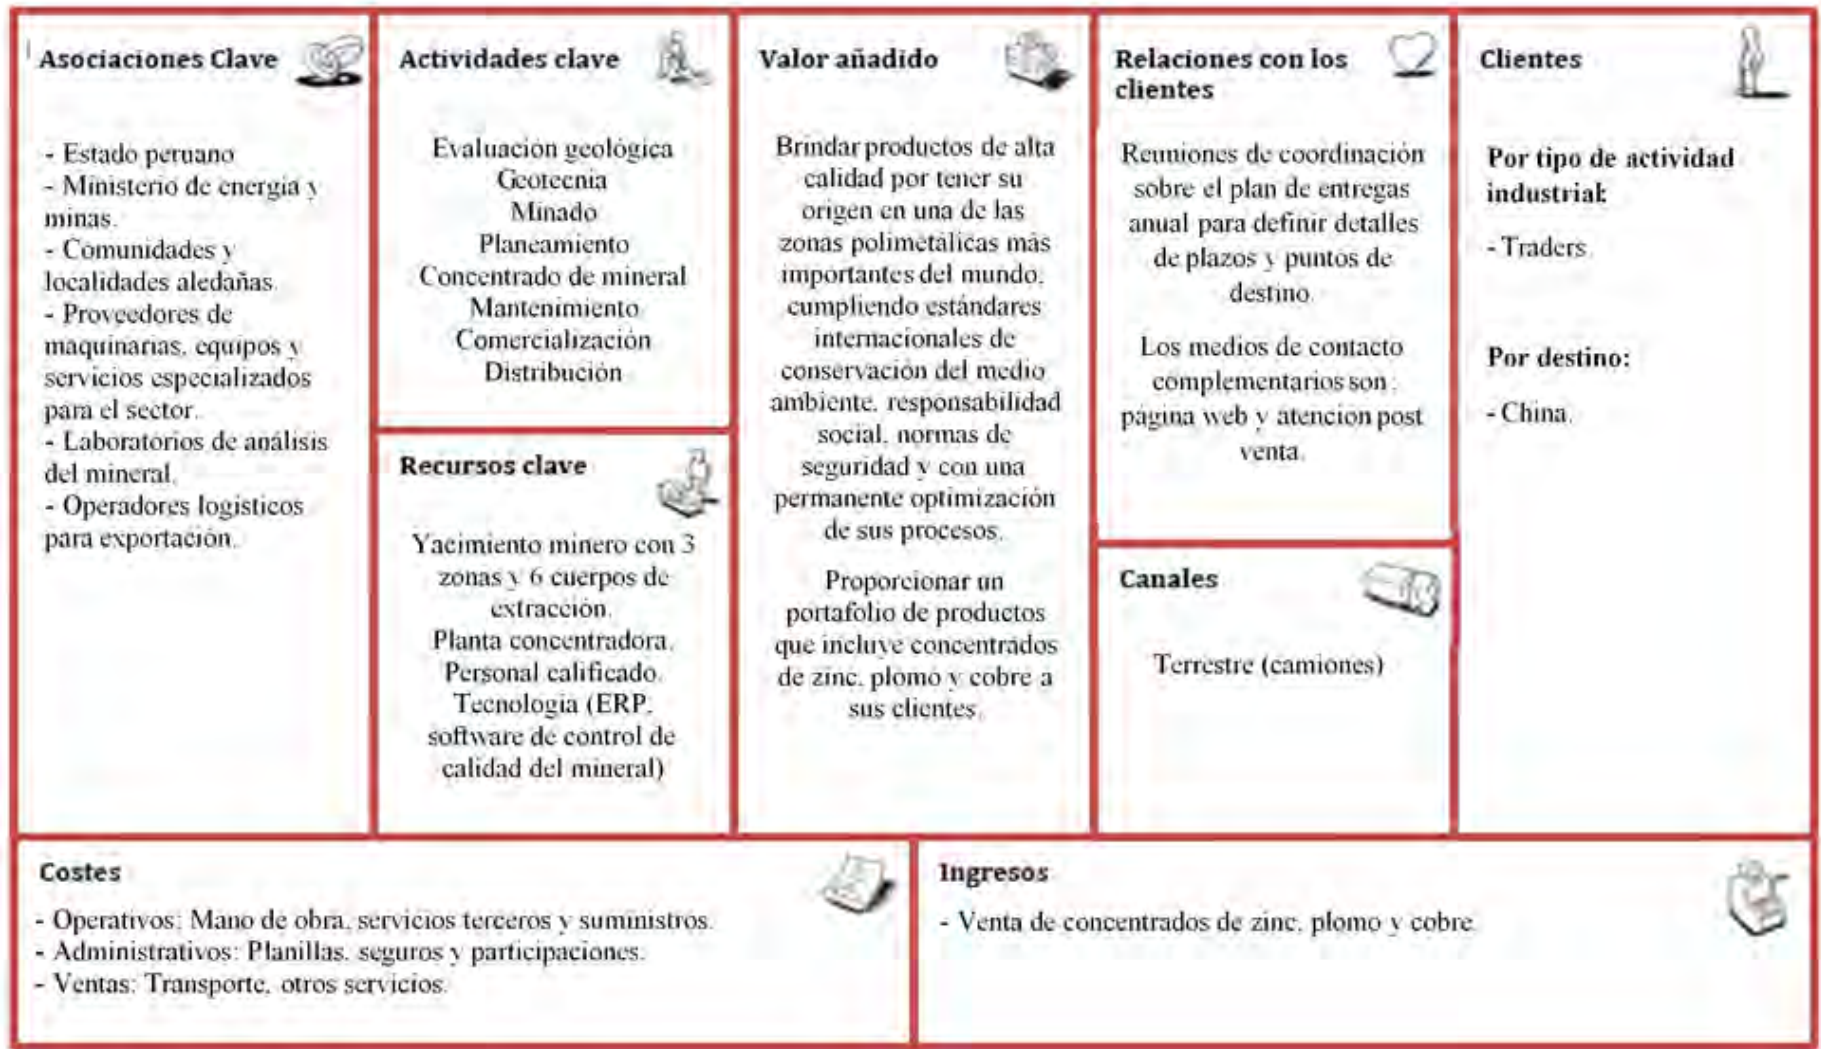 Asociaciones Clave
- Estado peruano
- Ministerio de energía y
minas.
- Comunidades y
localidades aledañas.
- Proveedores de
maquinarias, equipos y
servicios especializados
para el sector.
- Laboratorios de análisis
del mineral.
- Operadores logísticos
para exportación.
Actividades clave
Evaluación geológica
Geotecnia
Minado
Planeamiento
Concentrado de mineral
Mantenimiento
Comercialización
Distribución
Recursos clave
Yacimiento minero con 3
zonas y 6 cuerpos de
extracción.
Planta concentradora.
Personal calificado.
Tecnología (ERP,
software de control de
calidad del mineral)
Valor añadido
Brindar productos de alta
calidad por tener su
origen en una de las
zonas polimetálicas más
importantes del mundo,
cumpliendo estándares
internacionales de
conservación del medio
ambiente, responsabilidad
social, normas de
seguridad y con una
permanente optimización
de sus procesos.
Proporcionar un
portafolio de productos
que incluye concentrados
de zinc, plomo y cobre a
sus clientes.
Relaciones con los
clientes
Reuniones de coordinación
sobre el plan de entregas
anual para definir detalles
de plazos y puntos de
destino.
Los medios de contacto
complementarios son:
página web y atencion post
venta.
Canales
Terrestre (camiones)
Clientes
Por tipo de actividad
industrial:
- Traders.
Por destino:
- China.
Costes
- Operativos: Mano de obra, servicios terceros y suministros.
- Administrativos: Planillas, seguros y participaciones.
- Ventas: Transporte, otros servicios.
Ingresos
- Venta de concentrados de zinc, plomo y cobre.